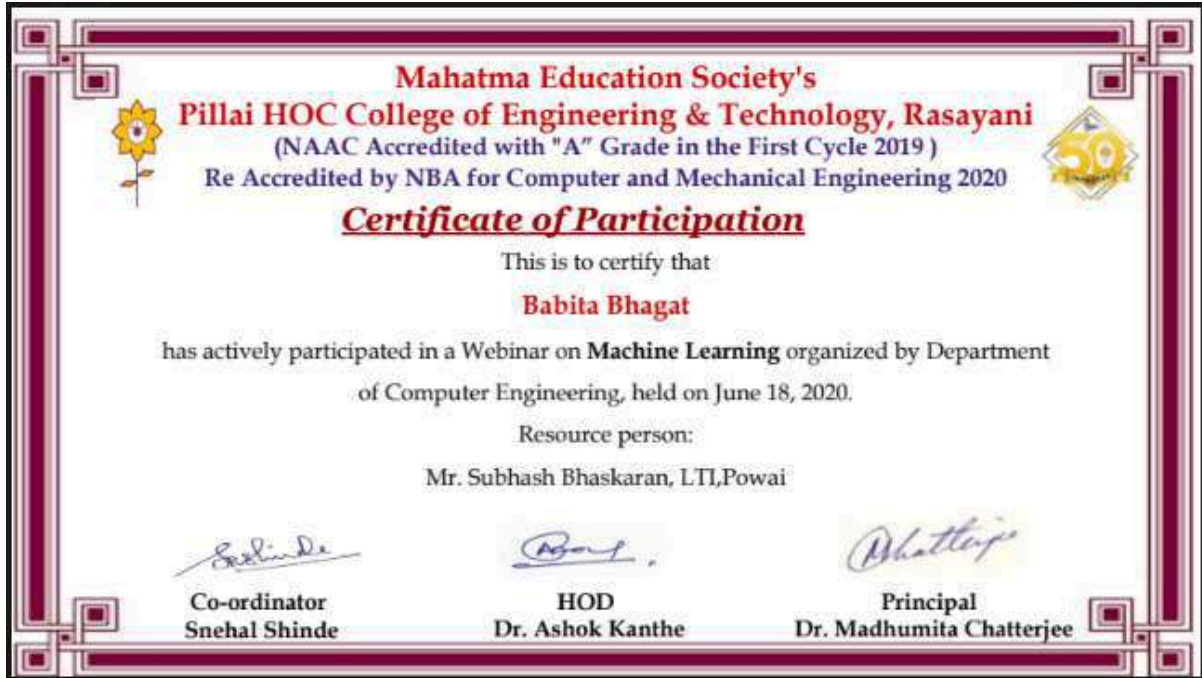 Mahatma Education Society's
Pillai HOC College of Engineering & Technology, Rasayani
(NAAC Accredited with "A” Grade in the First Cycle 2019 )
Re Accredited by NBA for Computer and Mechanical Engineering 2020
50
Certificate of Participation
This is to certify that
Babita Bhagat
has actively participated in a Webinar on Machine Learning organized by Department
of Computer Engineering, held on June 18, 2020.
Resource person:
Mr. Subhash Bhaskaran, LTI,Powai
Co-ordinator
Snehal Shinde
HOD
Dr. Ashok Kanthe
Principal
Dr. Madhumita Chatterjee